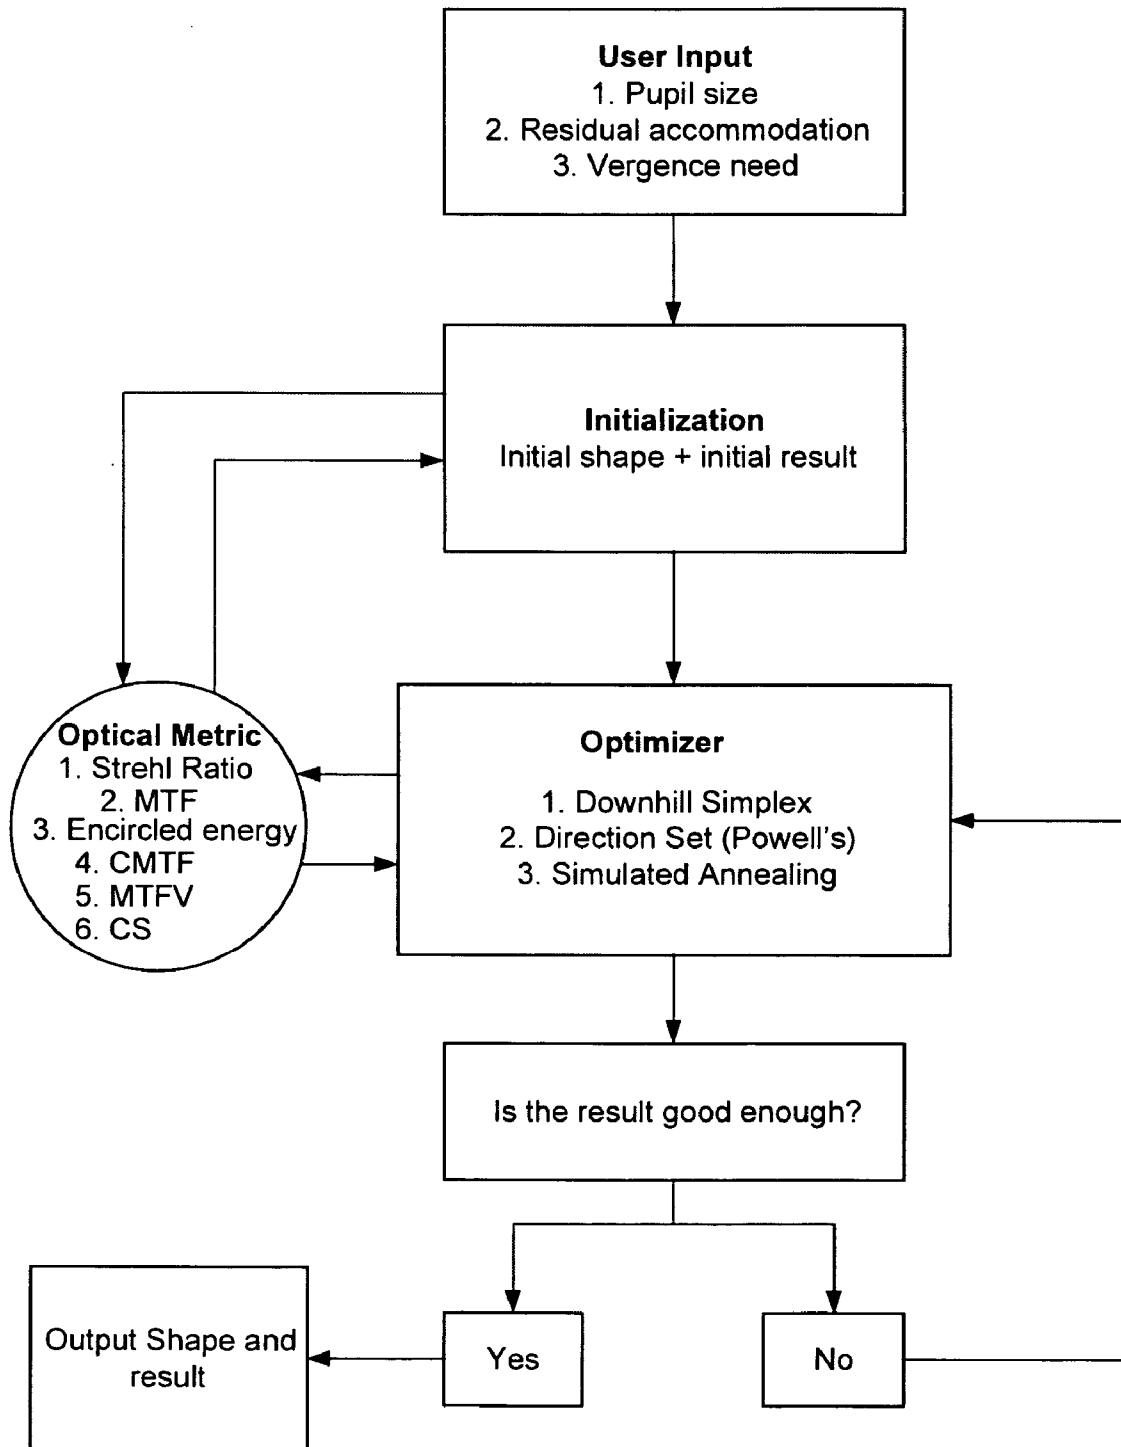 User Input
1. Pupil size
2. Residual accommodation
3. Vergence need
Initialization
Initial shape + initial result
Optical Metric
1. Strehl Ratio
2. MTF
3. Encircled energy
4. CMTF
5. MTFV
6. CS
Optimizer
1. Downhill Simplex
2. Direction Set (Powell's)
3. Simulated Annealing
Is the result good enough?
Output Shape and
result
Yes
No